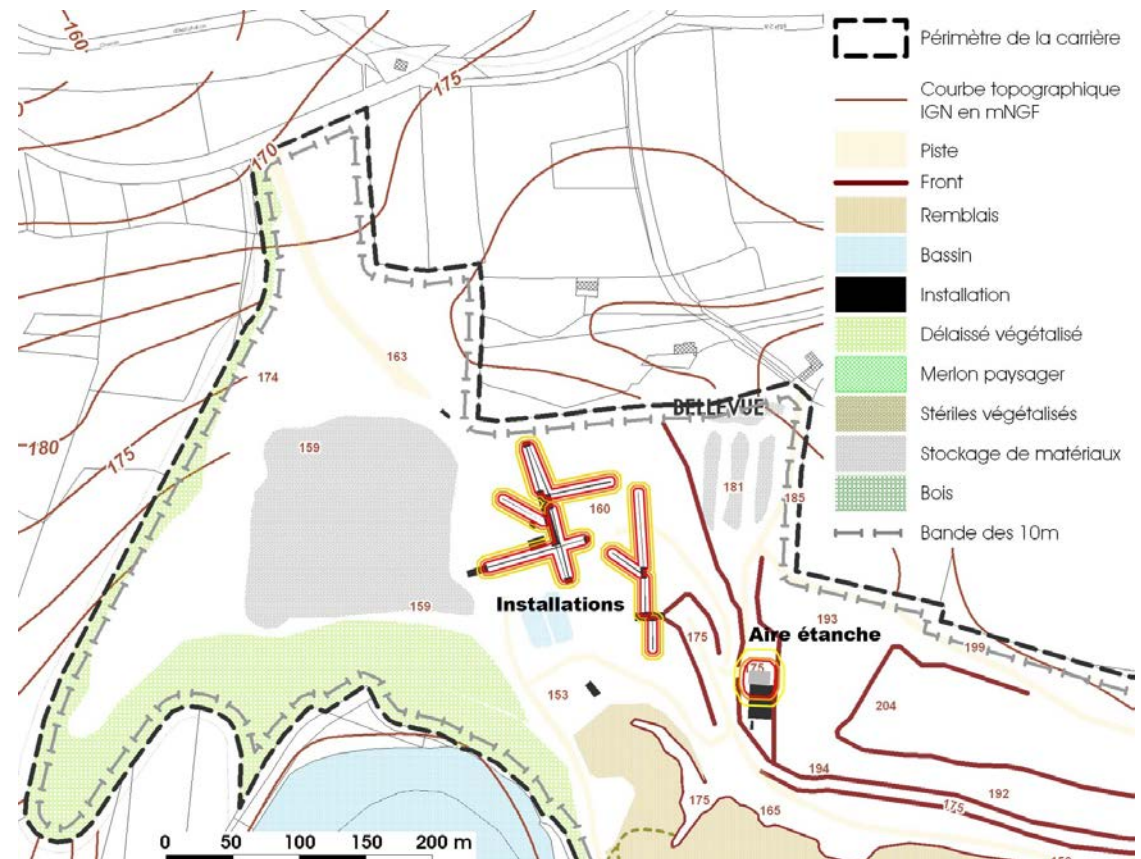 160
175
170
Périmètre de la carrière
Courbe topographique
IGN en mNGF
Piste
Front
Remblais
Bassin
Installation
Délaissé végétalisé
Merlon paysager
Stériles végétalisés
Stockage de matériaux
Bois
Bande des 10m
163
174
BELLEVUE
180
175
159
181
185
160
159
Installations
175
193
Aire étanche
199
175
153
204
194
192
175
175
165
0 50 100 150 200 m